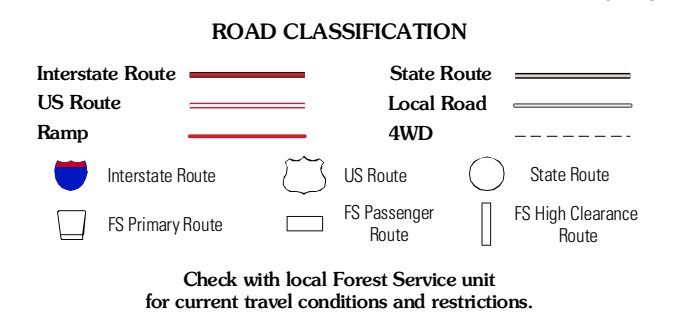 ROAD CLASSIFICATION
Interstate Route
State Route
US Route
Local Road
Ramp
4WD
Interstate Route
US Route
State Route
FS Primary Route
FS Passenger
Route
FS High Clearance
Route
Check with local Forest Service unit
for current travel conditions and restrictions.